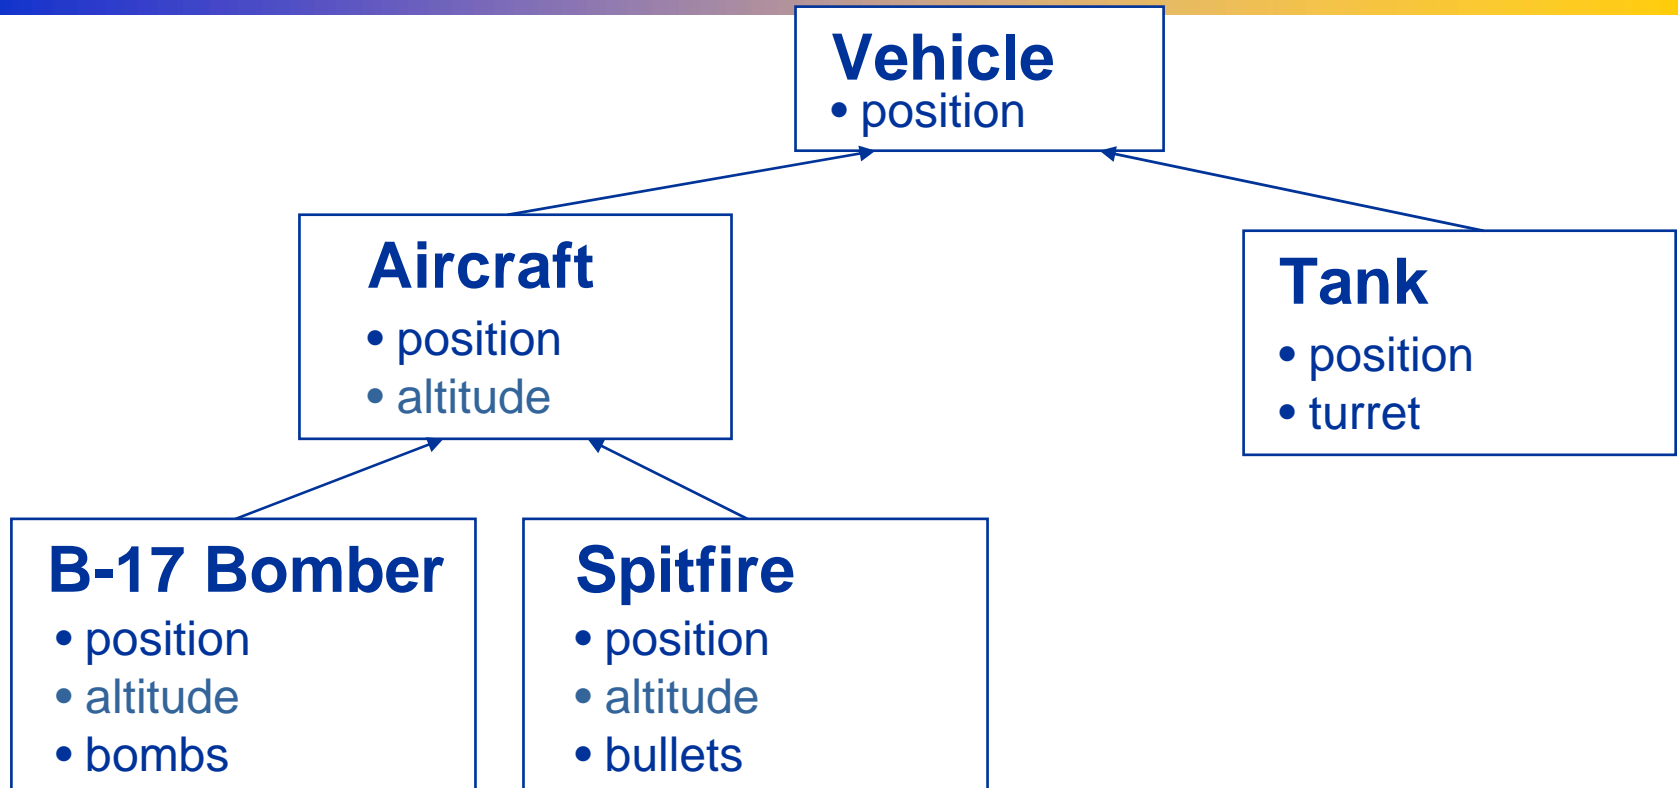 Vehicle
• position
Aircraft
• position
• altitude
Tank
• position
• turret
B-17 Bomber
• position
• altitude
• bombs
Spitfire
• position
• altitude
• bullets